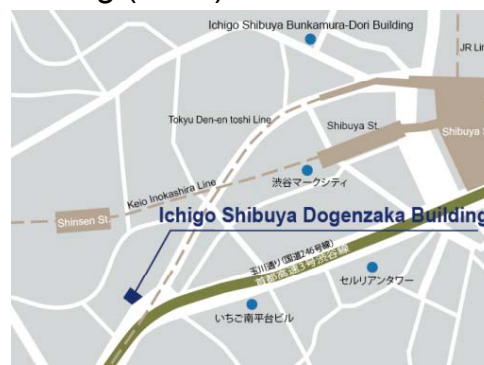 Ichigo Shibuya Bunkamura-Dori Building
JR Lin
Tokyu Den-en toshi Line
Shibuya St.
Shibuya S
渋谷マークシティ
Keio Inokashira Line
Shinsen St.
Ichigo Shibuya Dogenzaka Building
玉川通り(国道246号線)
首都高速3号渋谷線
セルリアンタワー
いちご南平台ビル